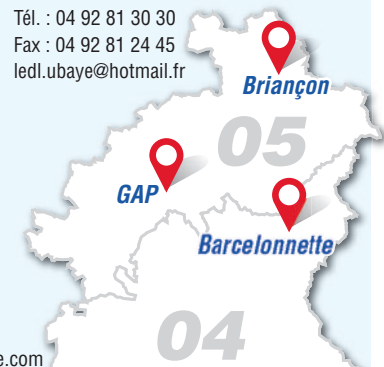 Tél. : 04 92 81 30 30
Fax : 04 92 81 24 45
ledl.ubaye@hotmail.fr
Briançon
05
GAP
Barcelonnette
04
e.com